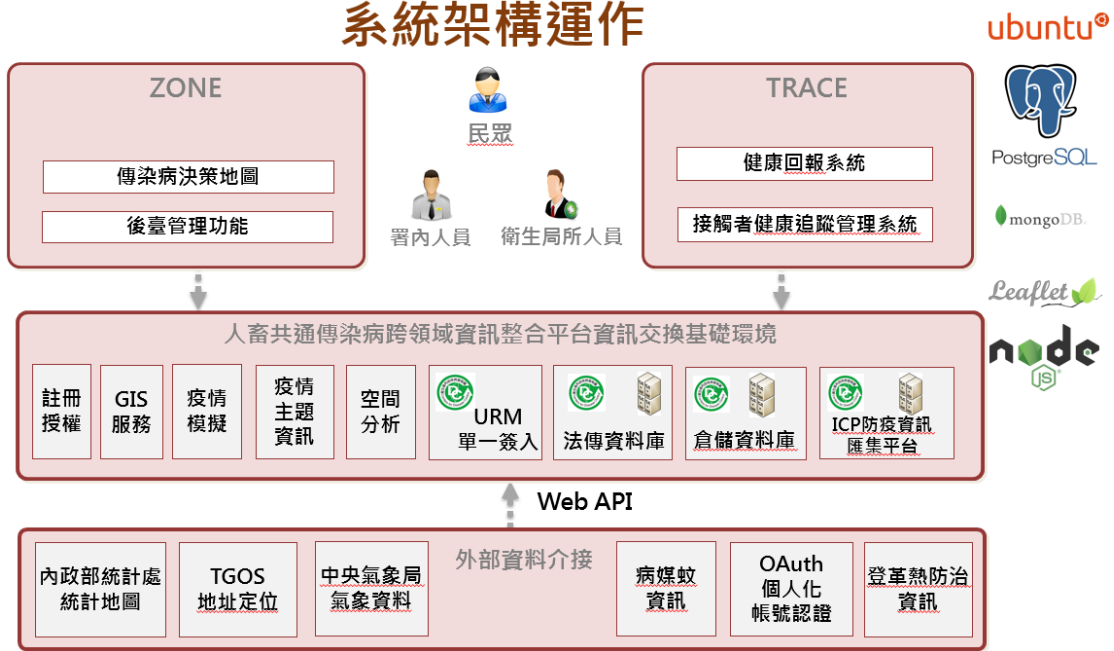 系統架構運作
ubuntu
ZONE
傳染病決策地圖
後臺管理功能
民眾
署內人員
衛生局所人員
TRACE
健康回報系統
接觸者健康追蹤管理系統
PostgreSQL
mongoDB
Leaflet
node
JS
人畜共通傳染病跨領域資訊整合平台資訊交換基礎環境
註冊
授權
GIS
服務
疫情
模擬
疫情
主題
資訊
空間
分析
URM
單一簽入
法傳資料庫
倉儲資料庫
ICP防疫資訊
匯集平台
Web API
外部資料介接
內政部統計處
統計地圖
TGOS
地址定位
中央氣象局
氣象資料
病媒蚊
資訊
OAuth
個人化
帳號認證
登革熱防治
資訊